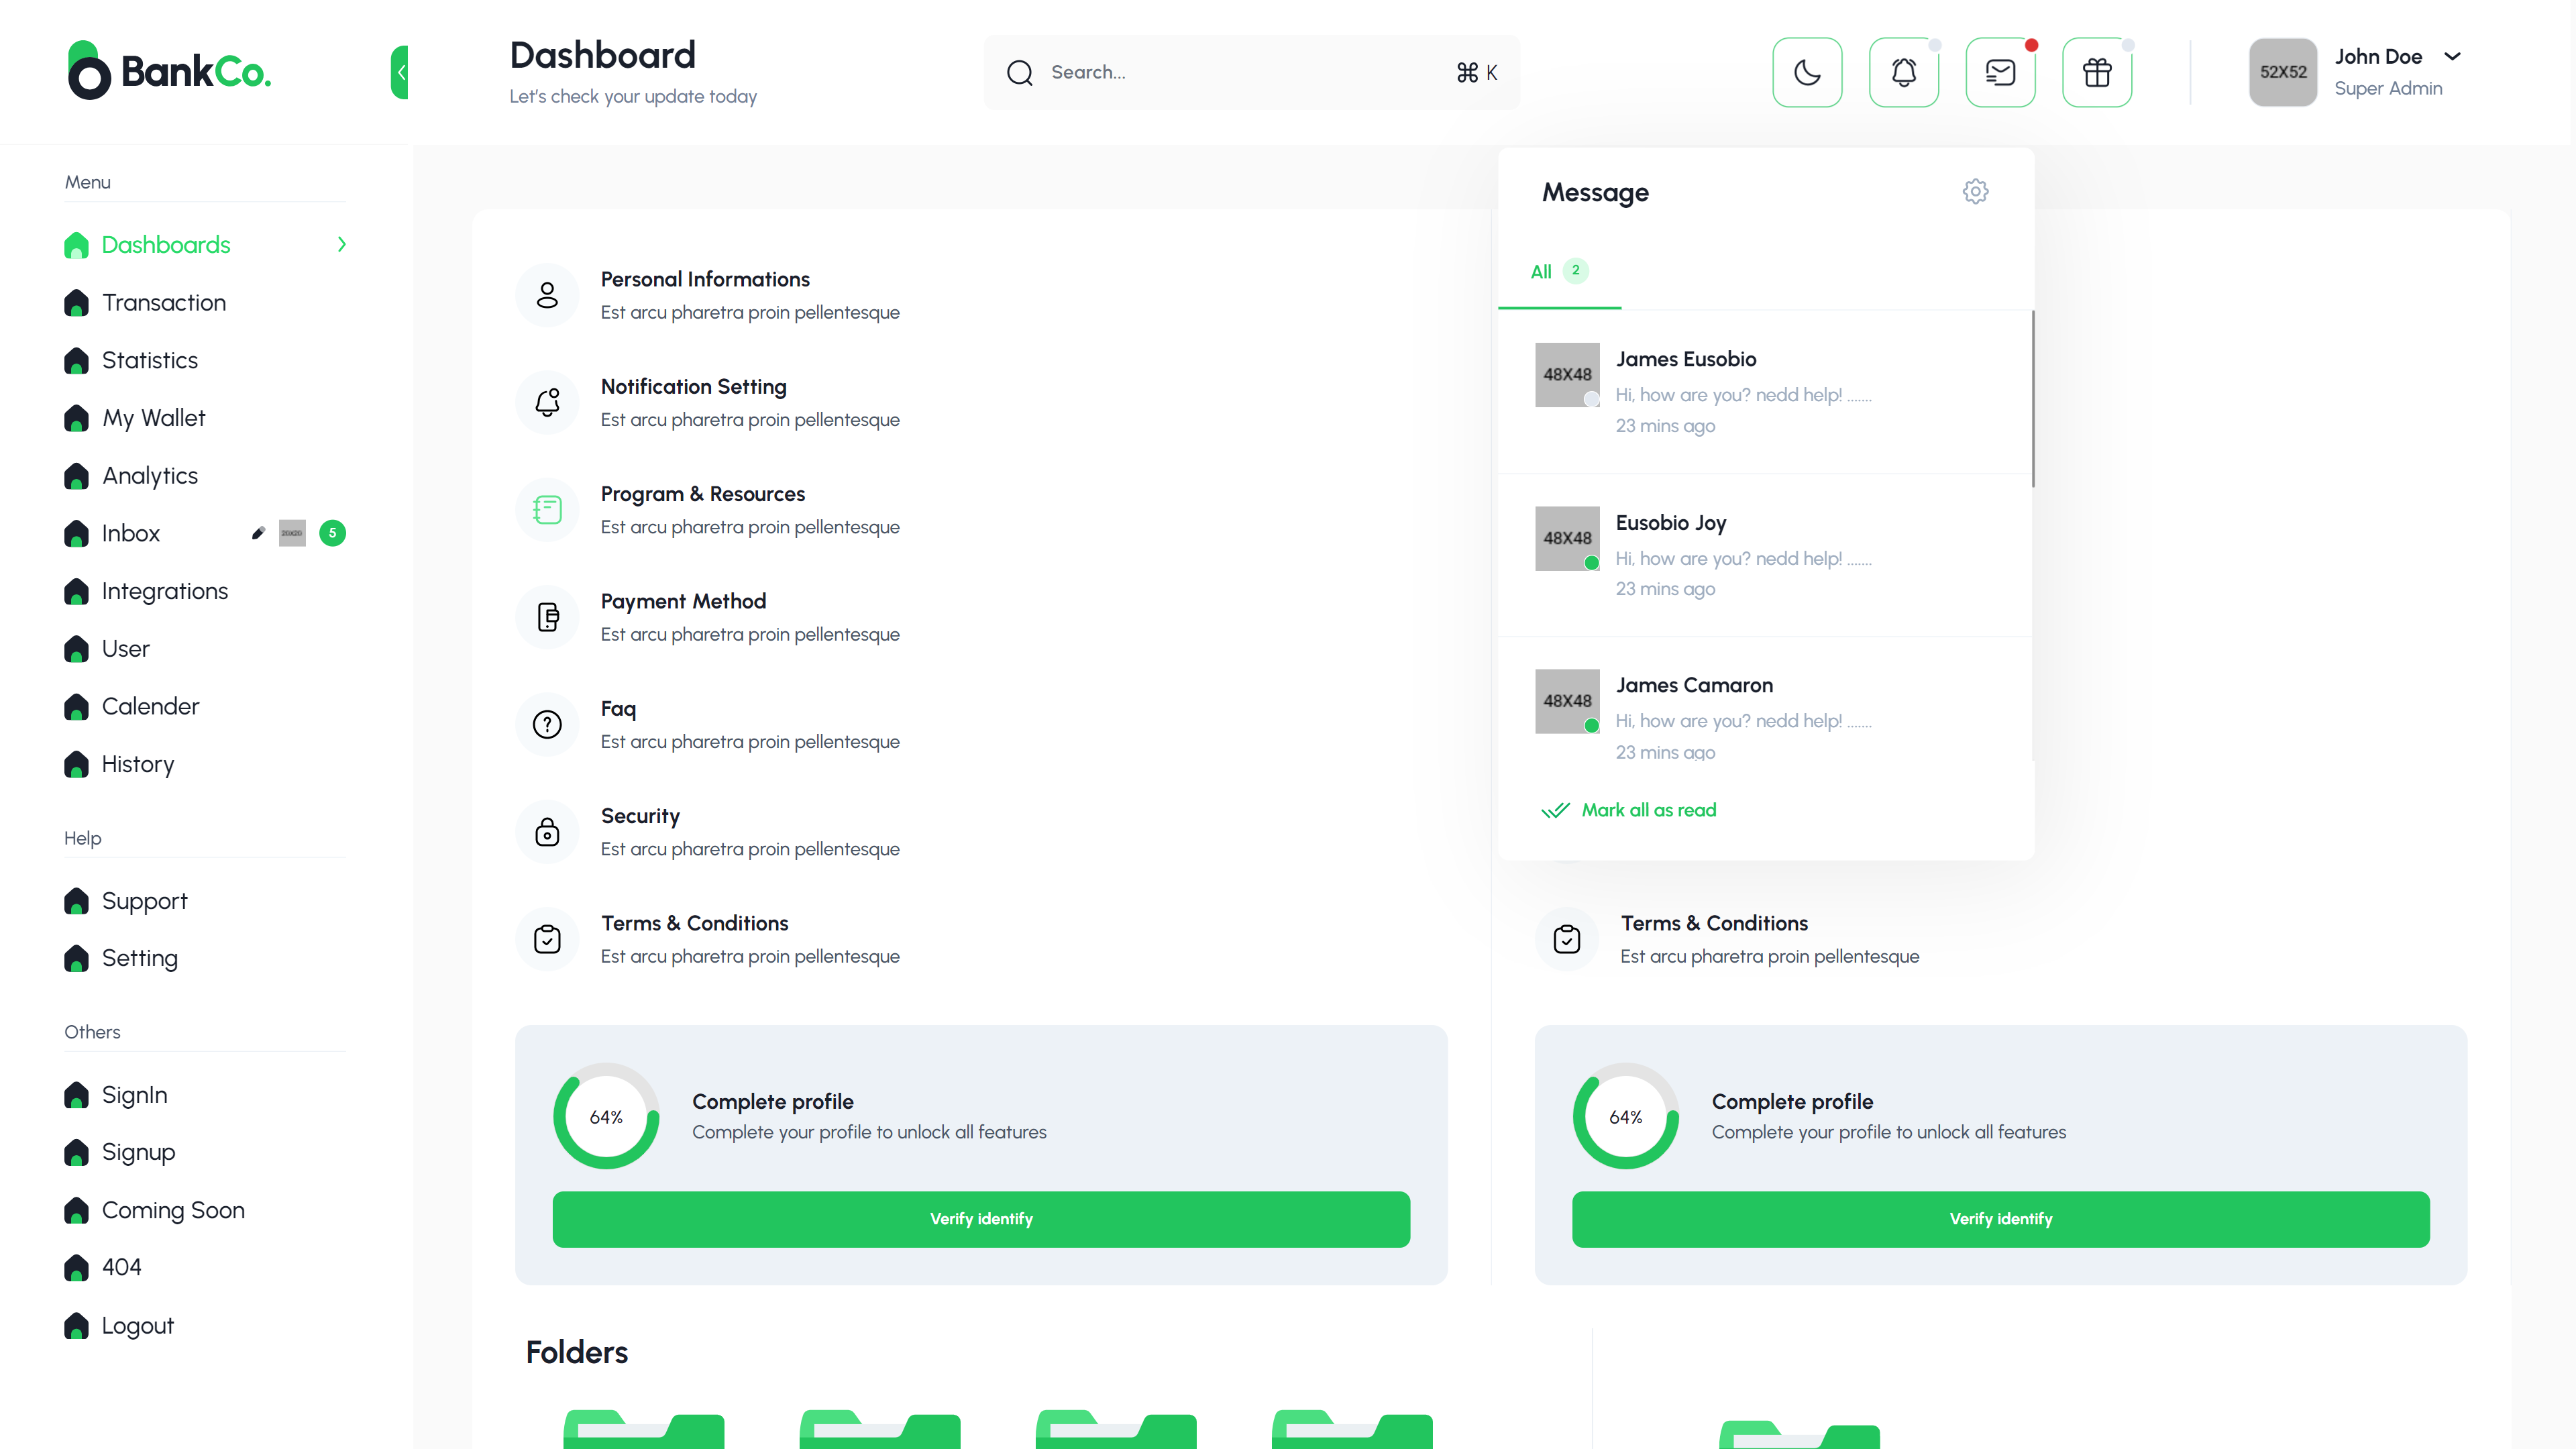 BankCo.
Dashboard
Let's check your update today
Search...
⌘ K
52X52
John Doe
Super Admin
Menu
Dashboards
Transaction
Statistics
My Wallet
Analytics
Inbox
5
Integrations
User
Calender
History
Help
Support
Setting
Others
SignIn
Signup
Coming Soon
404
Logout
Personal Informations
Est arcu pharetra proin pellentesque
Notification Setting
Est arcu pharetra proin pellentesque
Program & Resources
Est arcu pharetra proin pellentesque
Payment Method
Est arcu pharetra proin pellentesque
Faq
Est arcu pharetra proin pellentesque
Security
Est arcu pharetra proin pellentesque
Terms & Conditions
Est arcu pharetra proin pellentesque
64%
Complete profile
Complete your profile to unlock all features
Verify identify
Message
All 2
48X48
James Eusobio
Hi, how are you? nedd help! .......
23 mins ago
48X48
Eusobio Joy
Hi, how are you? nedd help! .......
23 mins ago
48X48
James Camaron
Hi, how are you? nedd help! .......
23 mins ago
Mark all as read
Terms & Conditions
Est arcu pharetra proin pellentesque
64%
Complete profile
Complete your profile to unlock all features
Verify identify
Folders